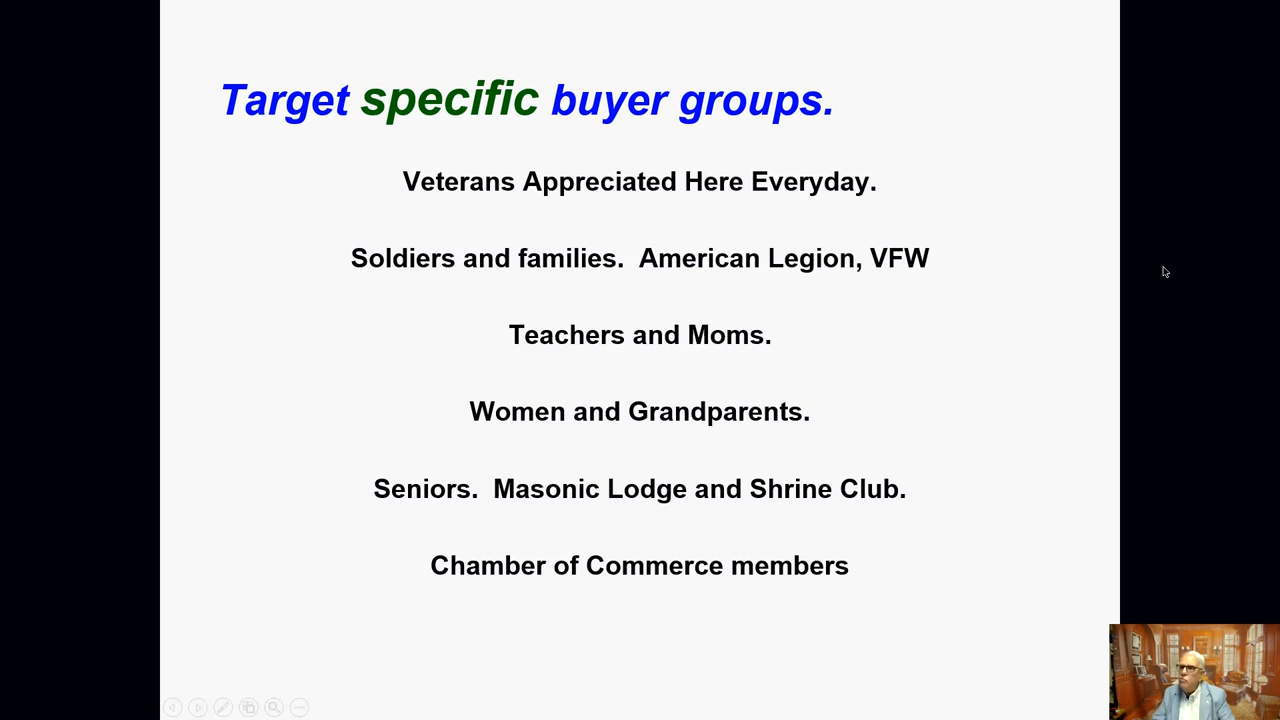 Target specific buyer groups.
Veterans Appreciated Here Everyday.
Soldiers and families.  American Legion, VFW
Teachers and Moms.
Women and Grandparents.
Seniors.  Masonic Lodge and Shrine Club.
Chamber of Commerce members